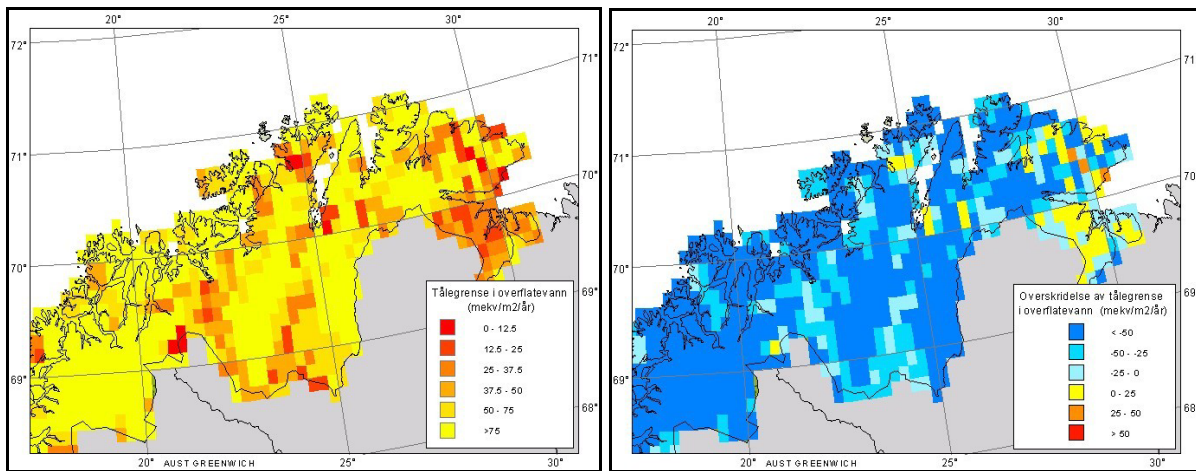 20°
25°
30°
72°
71°
71°
70°
70°
69°
69°
68°
Tålegrense i overflatevann
(mekv/m2/år)
0 - 12.5
12.5 - 25
25 - 37.5
37.5 - 50
50 - 75
>75
20°
AUST GREENWICH
25°
30°
20°
25°
30°
72°
71°
71°
70°
70°
69°
69°
68°
Overskridelse av tålegrense
i overflatevann (mekv/m2/år)
< -50
-50 - -25
-25 - 0
0 - 25
25 - 50
> 50
20°
AUST GREENWICH
25°
30°